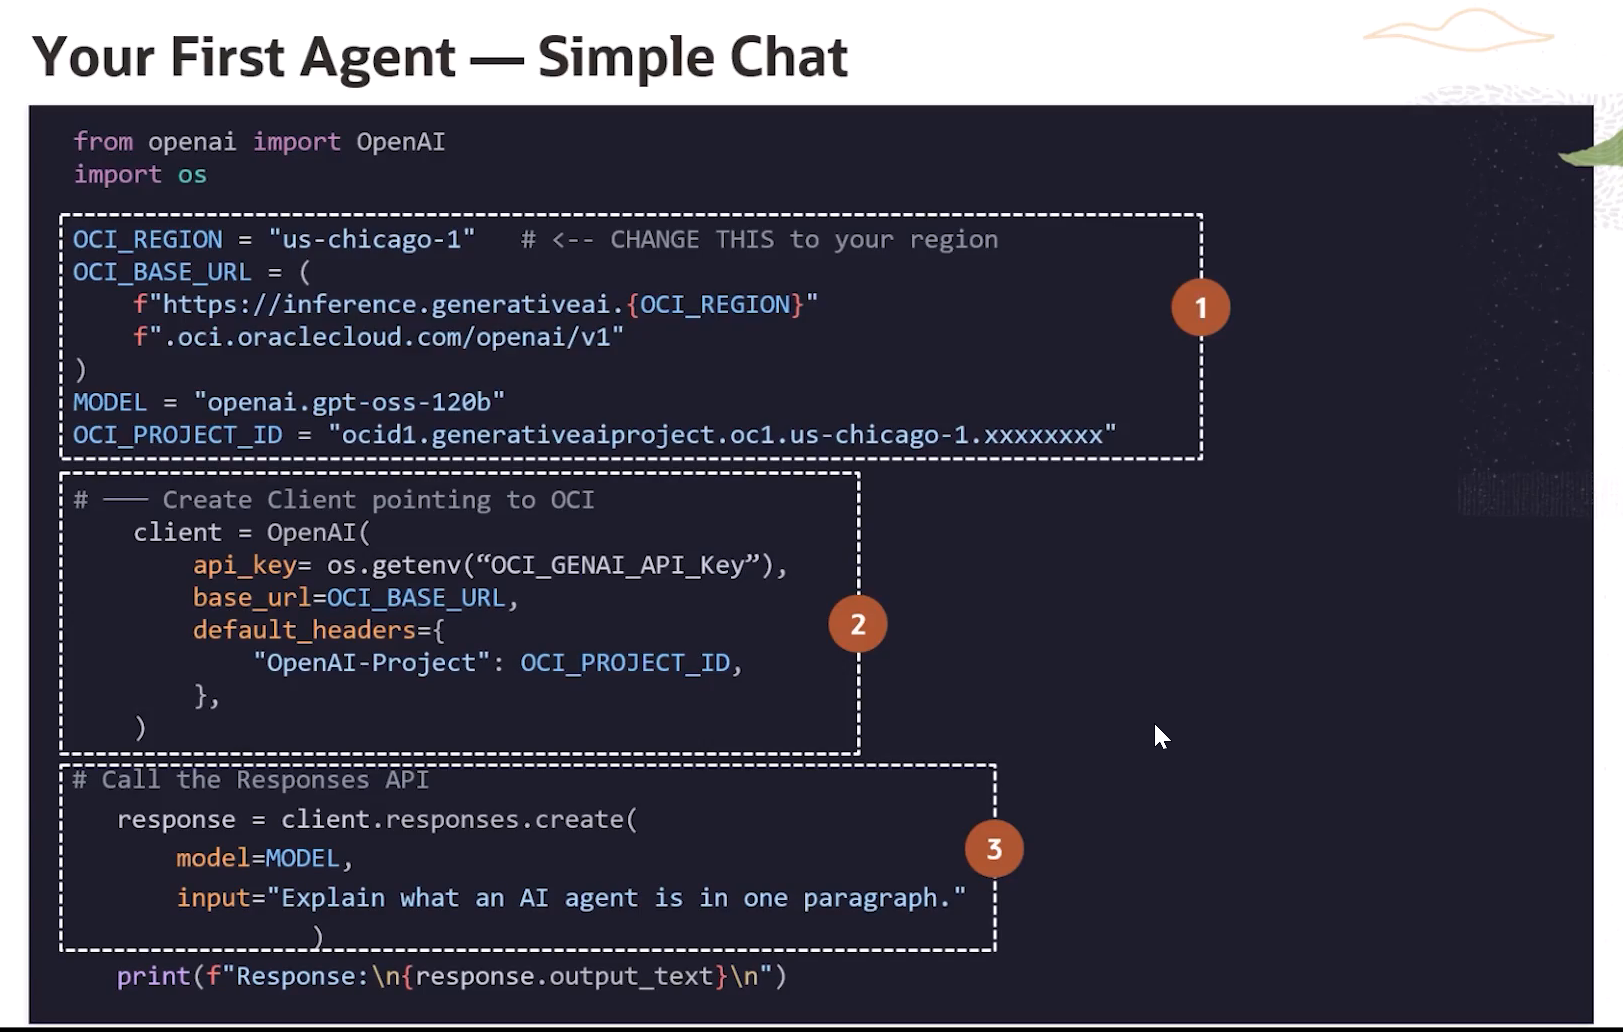 Your First Agent — Simple Chat
from openai import OpenAI
import os
OCI_REGION = "us-chicago-1"   # <-- CHANGE THIS to your region
OCI_BASE_URL = (
    f"https://inference.generativeai.{OCI_REGION}"
    f".oci.oraclecloud.com/openai/v1"
)
MODEL = "openai.gpt-oss-120b"
OCI_PROJECT_ID = "ocid1.generativeaiproject.oc1.us-chicago-1.xxxxxxxx"
1
# —— Create Client pointing to OCI
    client = OpenAI(
        api_key= os.getenv(“OCI_GENAI_API_Key”),
        base_url=OCI_BASE_URL,
        default_headers={
            "OpenAI-Project": OCI_PROJECT_ID,
        },
    )
2
# Call the Responses API
   response = client.responses.create(
       model=MODEL,
       input="Explain what an AI agent is in one paragraph."
                )
3
   print(f"Response:\n{response.output_text}\n")